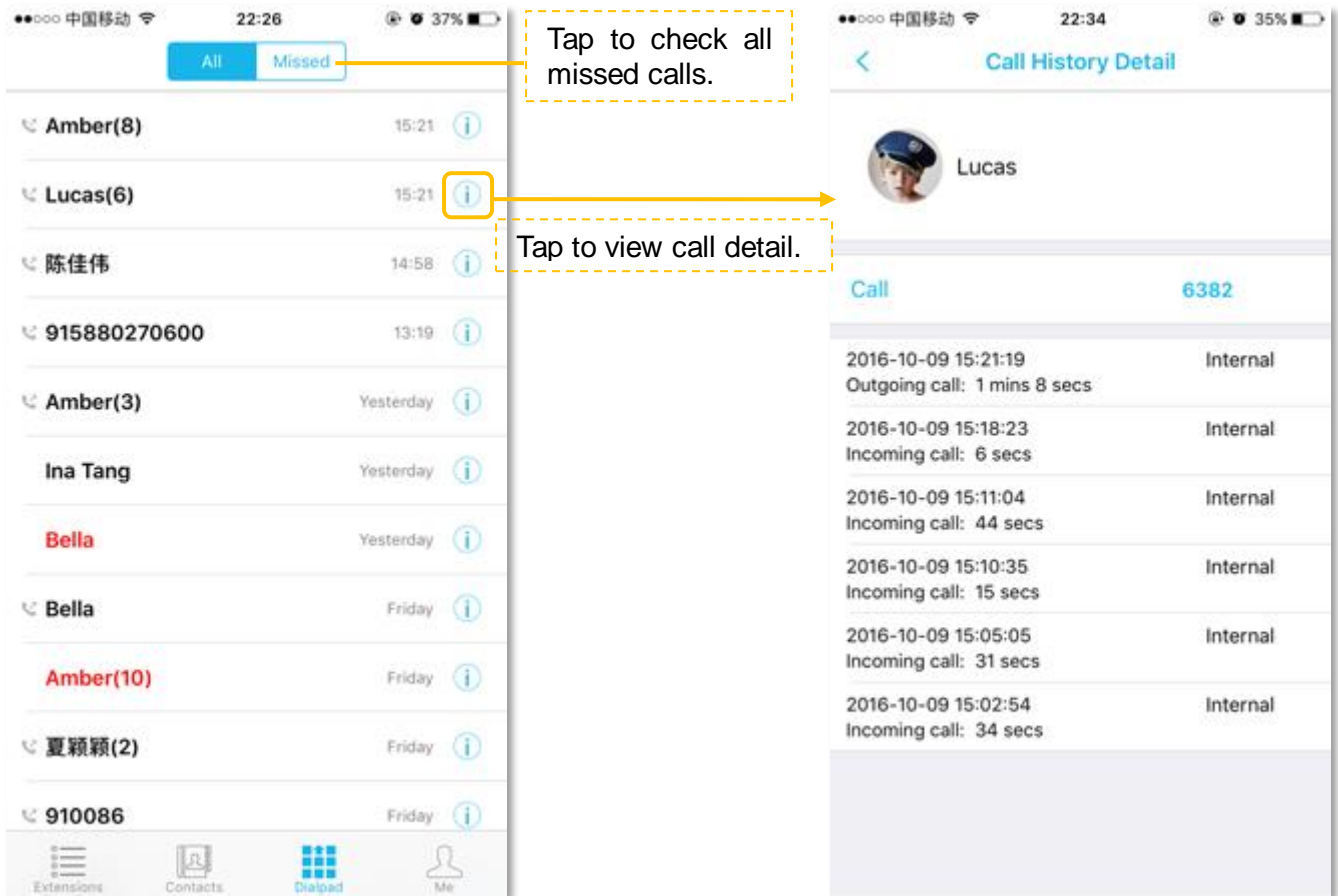 中国移动 22:26 37%
All Missed
Amber(8) 15:21
Lucas(6) 15:21
陈佳伟 14:58
915880270600 13:19
Amber(3) Yesterday
Ina Tang Yesterday
Bella Yesterday
Bella Friday
Amber(10) Friday
夏颖颖(2) Friday
910086 Friday
Extensions Contacts Dialpad Me
Tap to check all
missed calls.
Tap to view call detail.
中国移动 22:34 35%
Call History Detail
Lucas
Call 6382
2016-10-09 15:21:19 Internal
Outgoing call: 1 mins 8 secs
2016-10-09 15:18:23 Internal
Incoming call: 6 secs
2016-10-09 15:11:04 Internal
Incoming call: 44 secs
2016-10-09 15:10:35 Internal
Incoming call: 15 secs
2016-10-09 15:05:05 Internal
Incoming call: 31 secs
2016-10-09 15:02:54 Internal
Incoming call: 34 secs